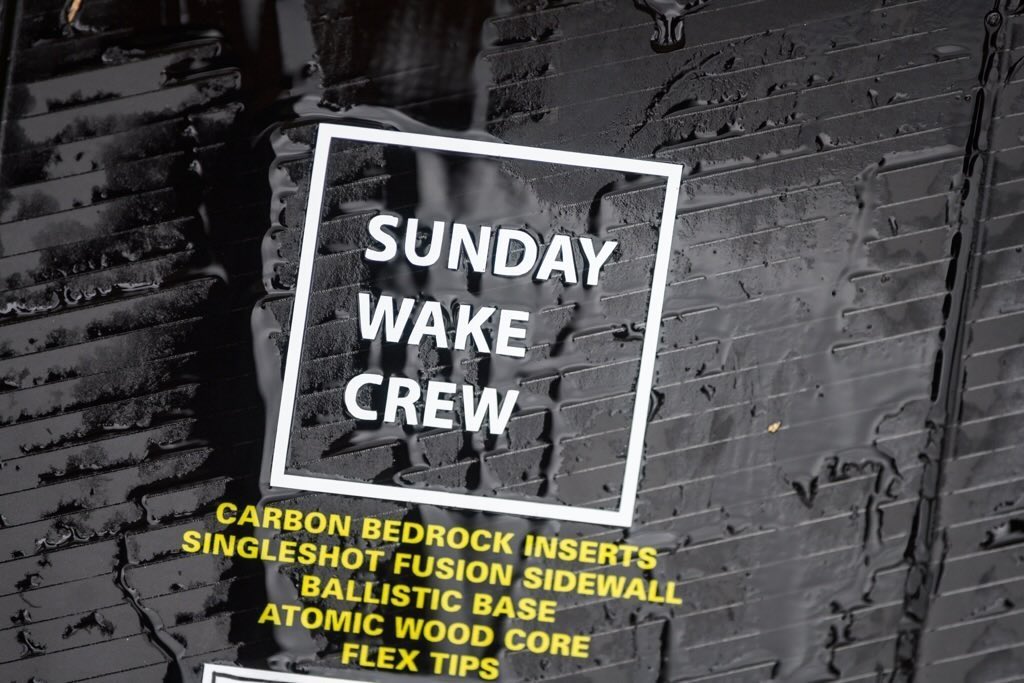 SUNDAY
WAKE
CREW
CARBON BEDROCK INSERTS
SINGLESHOT FUSION SIDEWALL
BALLISTIC BASE
ATOMIC WOOD CORE
FLEX TIPS